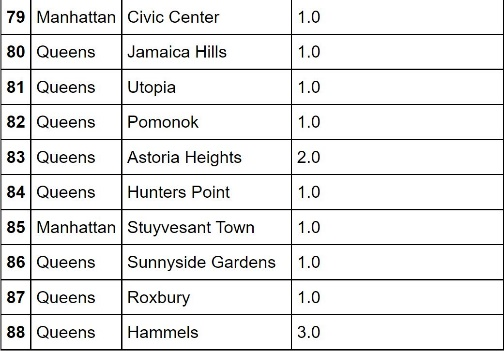 79 Manhattan Civic Center 1.0
80 Queens Jamaica Hills 1.0
81 Queens Utopia 1.0
82 Queens Pomonok 1.0
83 Queens Astoria Heights 2.0
84 Queens Hunters Point 1.0
85 Manhattan Stuyvesant Town 1.0
86 Queens Sunnyside Gardens 1.0
87 Queens Roxbury 1.0
88 Queens Hammels 3.0